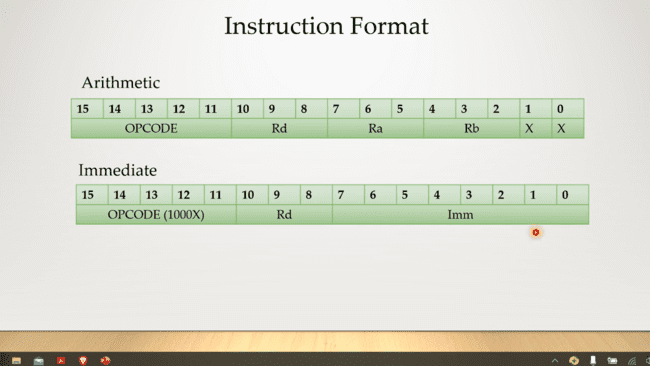 Instruction Format
Arithmetic
15 14 13 12 11 10 9 8 7 6 5 4 3 2 1 0
OPCODE Rd Ra Rb X X
Immediate
15 14 13 12 11 10 9 8 7 6 5 4 3 2 1 0
OPCODE (1000X) Rd Imm